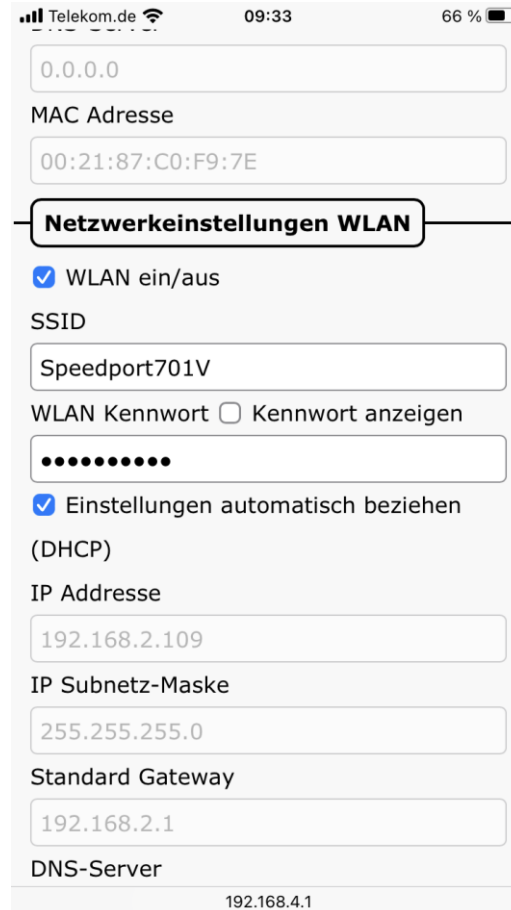 Telekom.de 09:33 66 %
DNS-Server
0.0.0.0
MAC Adresse
00:21:87:C0:F9:7E
Netzwerkeinstellungen WLAN
WLAN ein/aus
SSID
Speedport701V
WLAN Kennwort Kennwort anzeigen
••••••••••
Einstellungen automatisch beziehen
(DHCP)
IP Addresse
192.168.2.109
IP Subnetz-Maske
255.255.255.0
Standard Gateway
192.168.2.1
DNS-Server
192.168.4.1